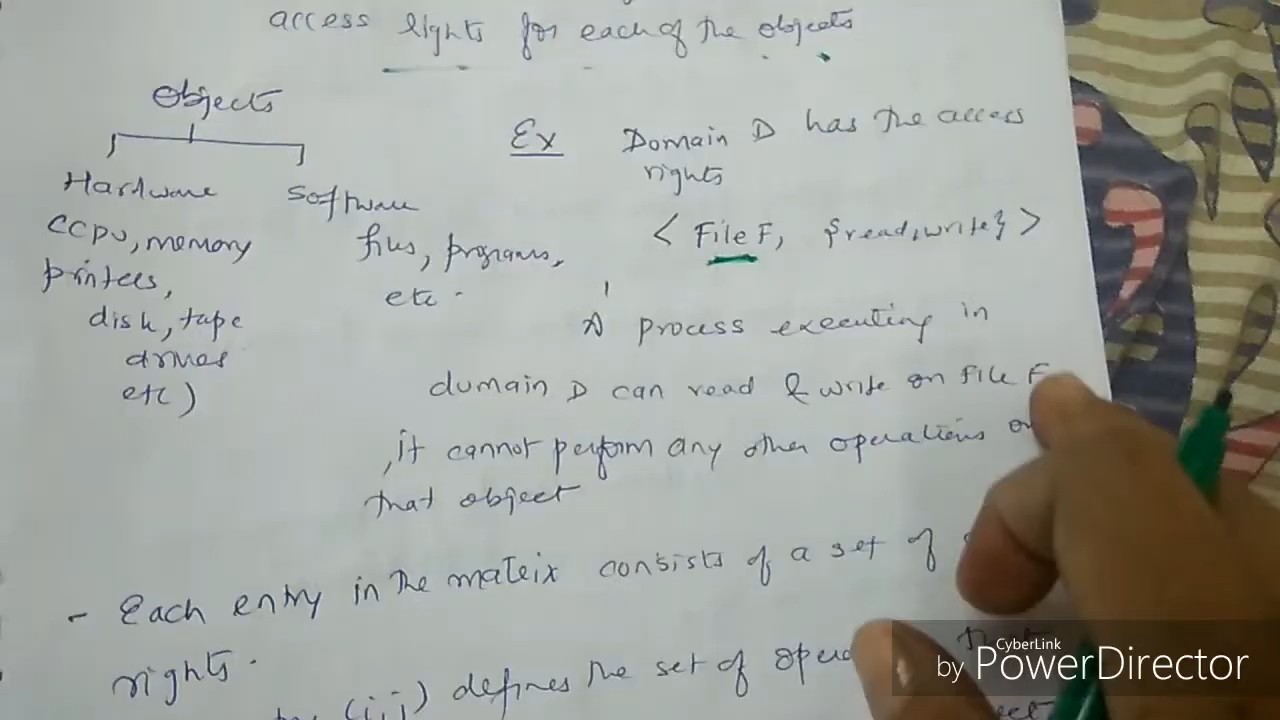 access rights for each of the objects
Objects
Hardware
CCPU, memory
printers,
disk, tape
drives
etc)
Software
files, programs,
etc.
Ex Domain D has the access
rights
< File F, {read, write} >
A process executing in
domain D can read & write on File F
, it cannot perform any other operations on
that object
- Each entry in the matrix consists of a set of
rights.
(i,j) defines the set of
CyberLink
by PowerDirector